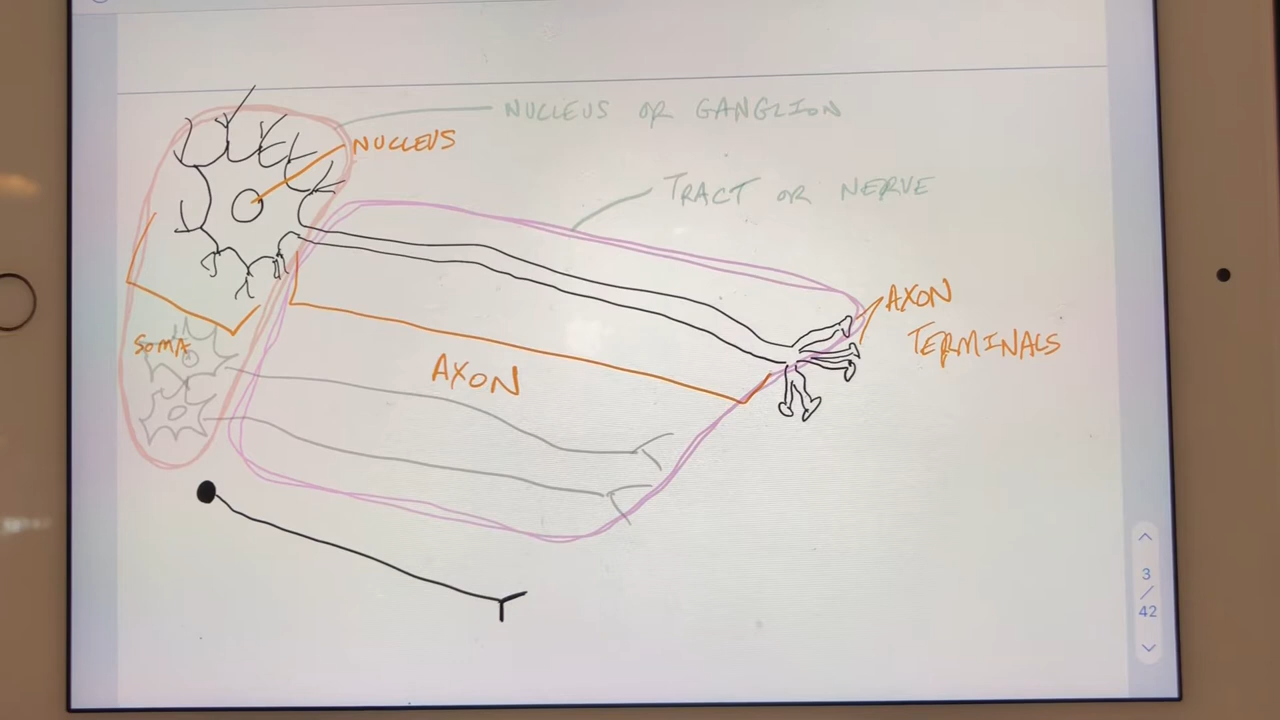 NUCLEUS OR GANGLION
NUCLEUS
TRACT OR NERVE
AXON
TERMINALS
SOMA
AXON
3
/
42